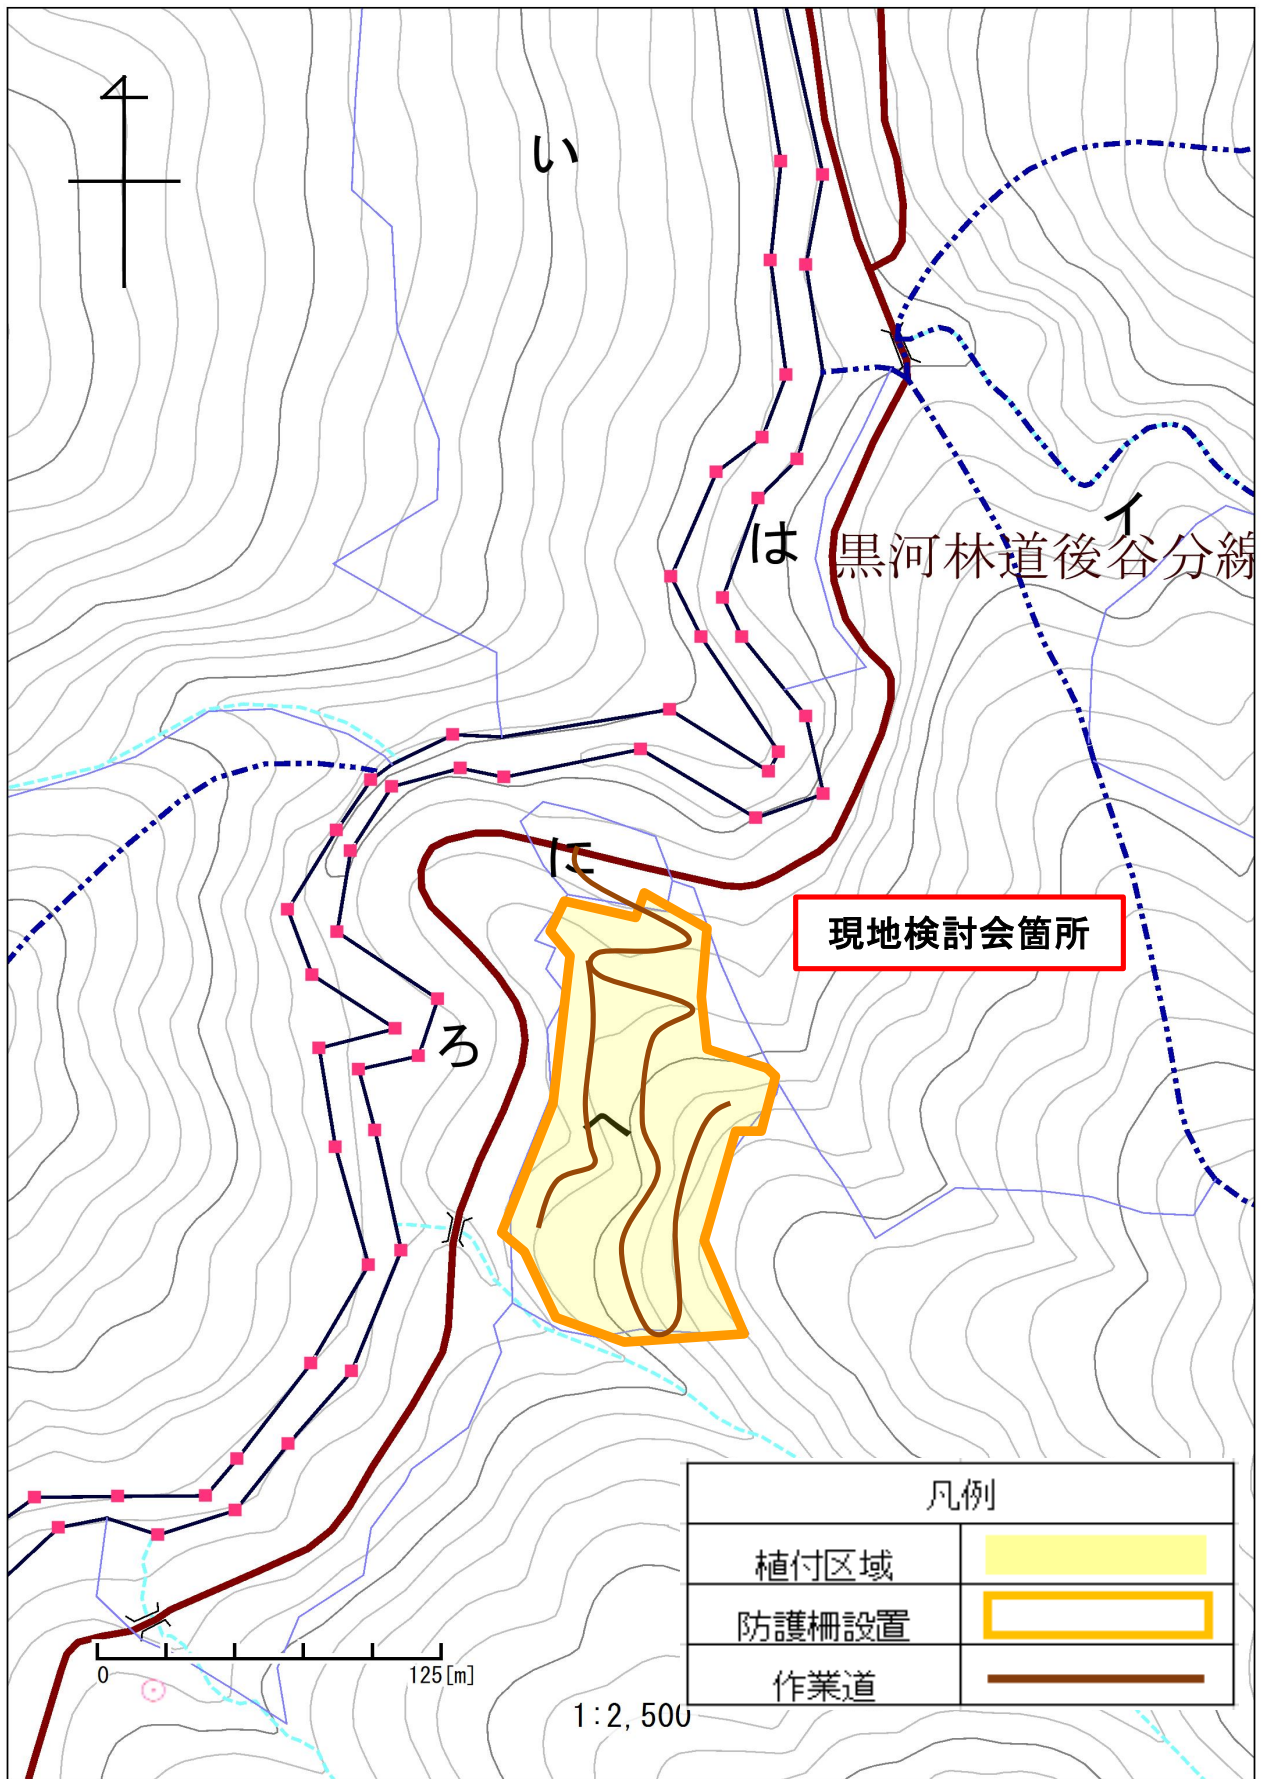 い
イ
は
黒河林道後谷分線
に
現地検討会箇所
ろ
へ
凡例
植付区域
防護柵設置
作業道
0
125[m]
1:2,500